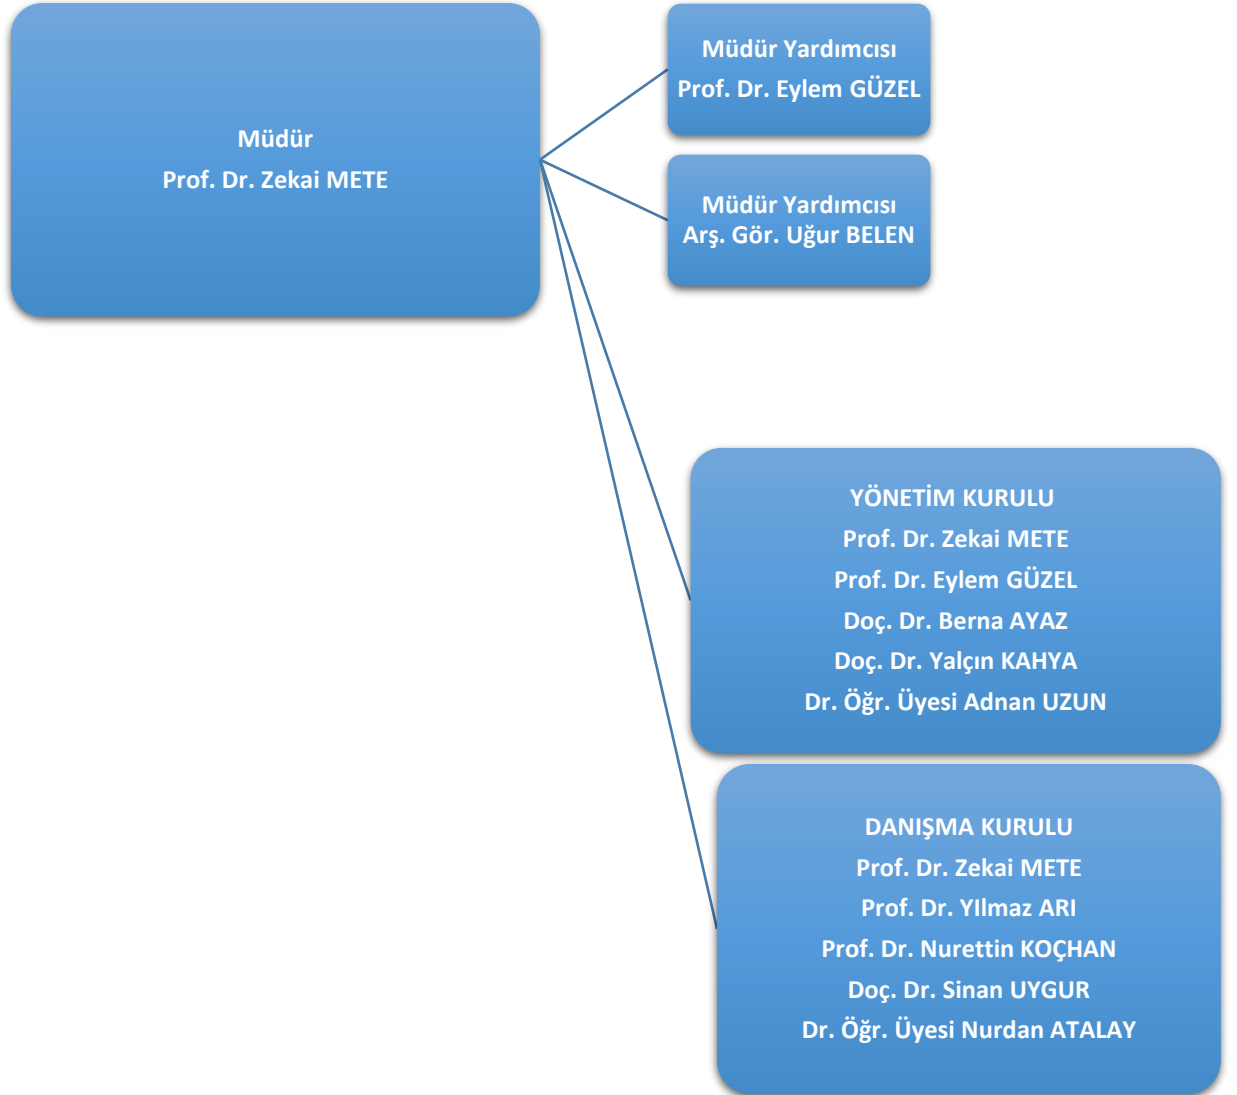 Müdür
Prof. Dr. Zekai METE
Müdür Yardımcısı
Prof. Dr. Eylem GÜZEL
Müdür Yardımcısı
Arş. Gör. Uğur BELEN
YÖNETİM KURULU
Prof. Dr. Zekai METE
Prof. Dr. Eylem GÜZEL
Doç. Dr. Berna AYAZ
Doç. Dr. Yalçın KAHYA
Dr. Öğr. Üyesi Adnan UZUN
DANIŞMA KURULU
Prof. Dr. Zekai METE
Prof. Dr. YIlmaz ARI
Prof. Dr. Nurettin KOÇHAN
Doç. Dr. Sinan UYGUR
Dr. Öğr. Üyesi Nurdan ATALAY